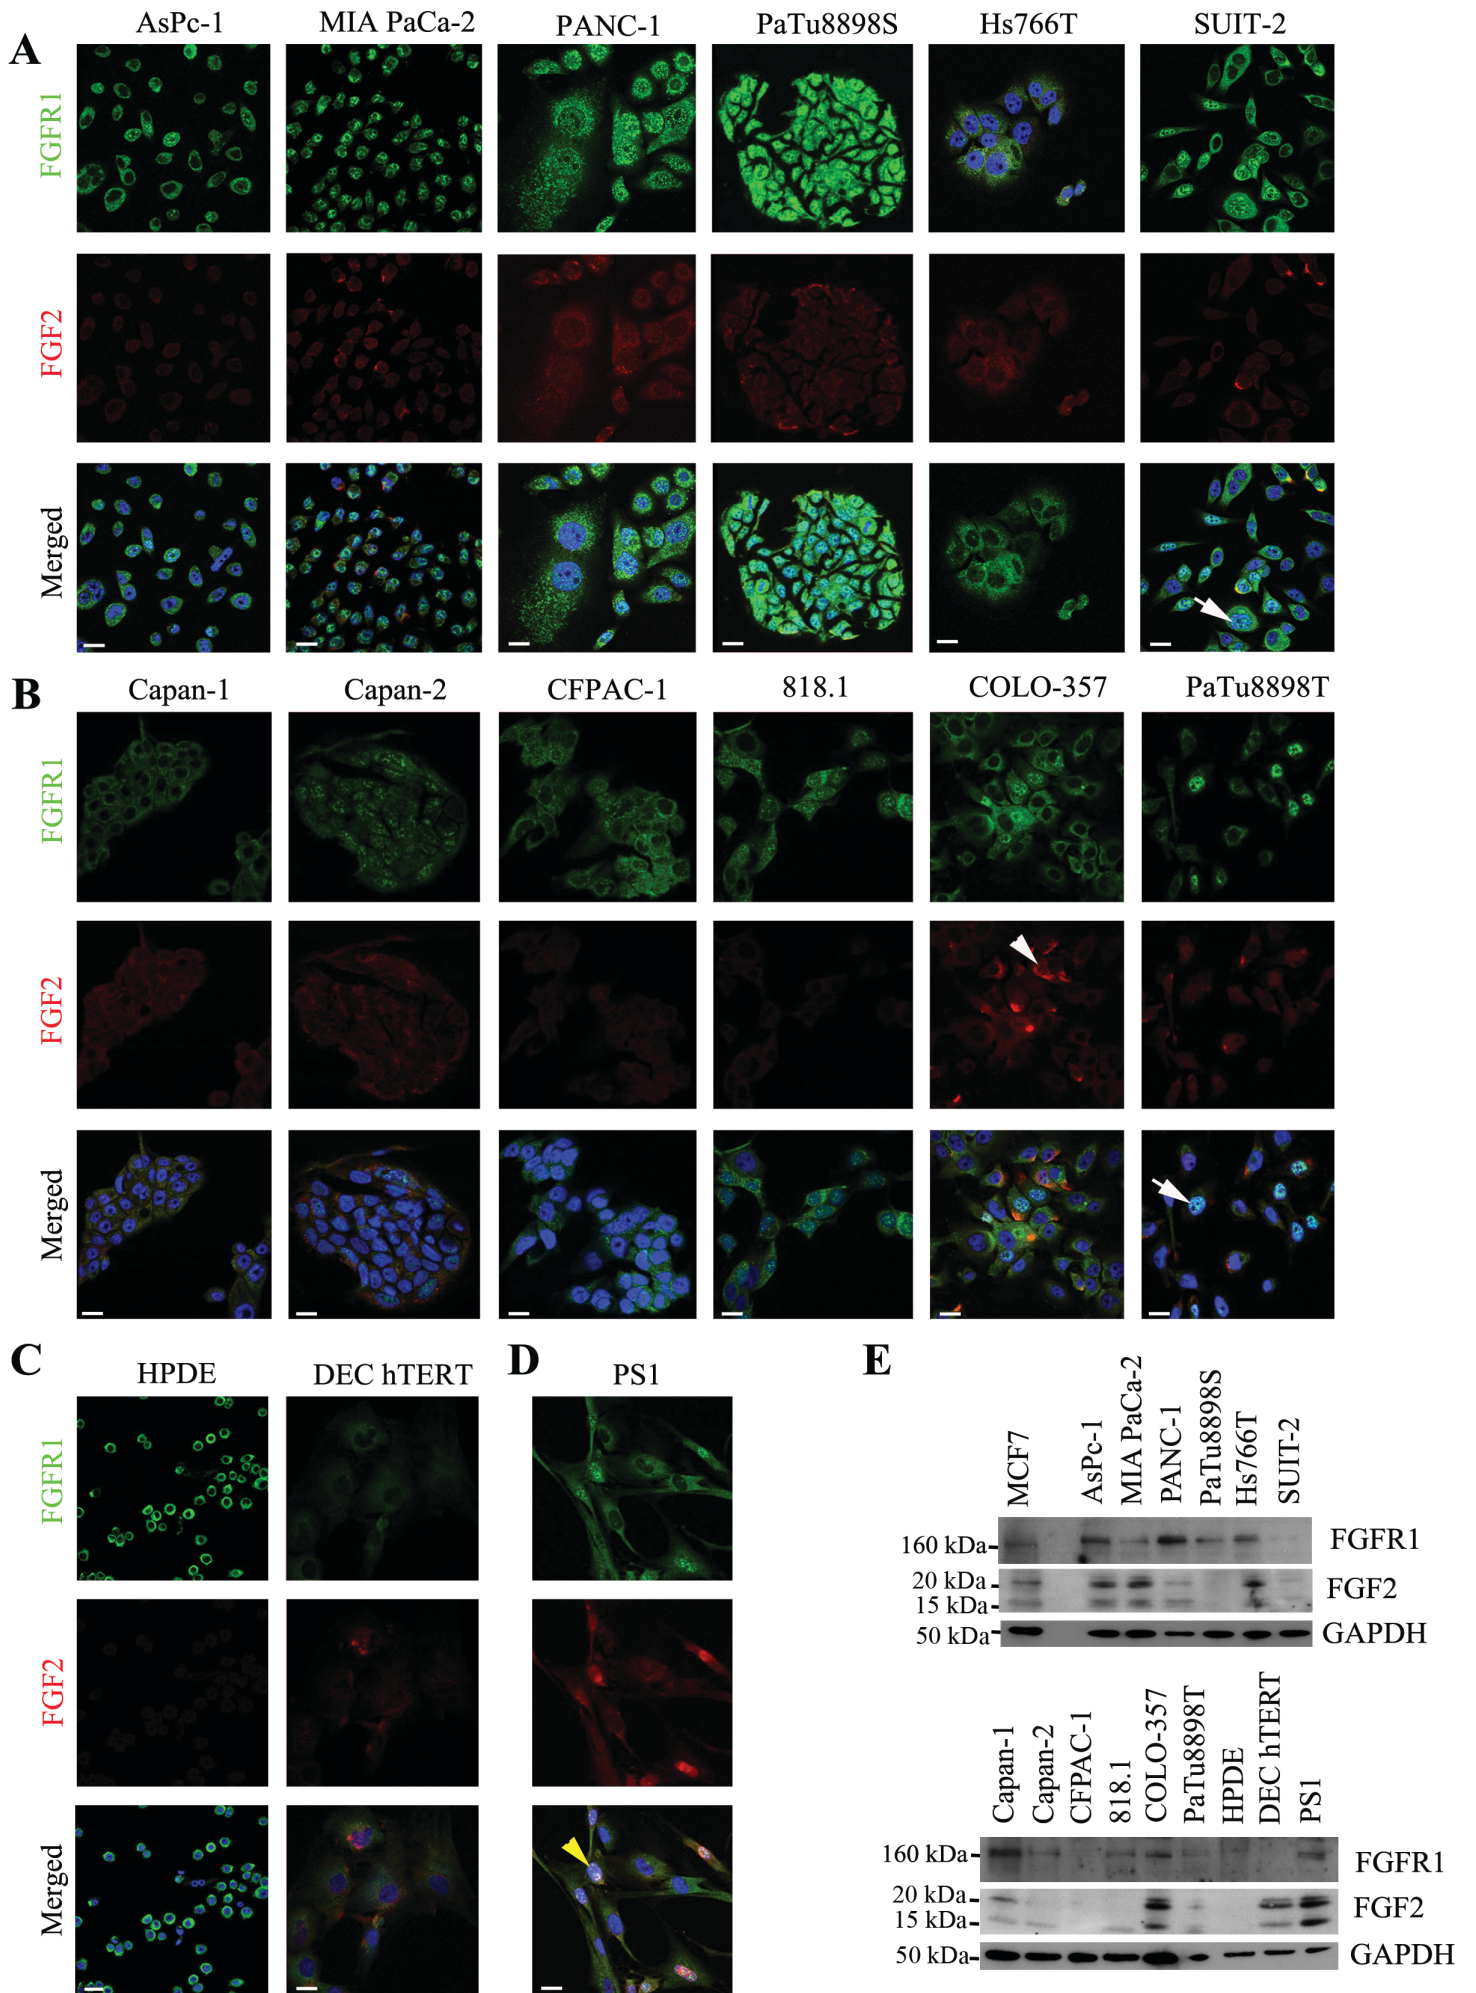 A
AsPc-1 MIA PaCa-2 PANC-1 PaTu8898S Hs766T SUIT-2
FGFR1
FGF2
Merged
B
Capan-1 Capan-2 CFPAC-1 818.1 COLO-357 PaTu8898T
FGFR1
FGF2
Merged
C
HPDE DEC hTERT
FGFR1
FGF2
Merged
D
PS1
E
MCF7 AsPc-1 MIA PaCa-2 PANC-1 PaTu8898S Hs766T SUIT-2
160 kDa FGFR1
20 kDa FGF2
15 kDa
50 kDa GAPDH
Capan-1 Capan-2 CFPAC-1 818.1 COLO-357 PaTu8898T HPDE DEC hTERT PS1
160 kDa FGFR1
20 kDa FGF2
15 kDa
50 kDa GAPDH